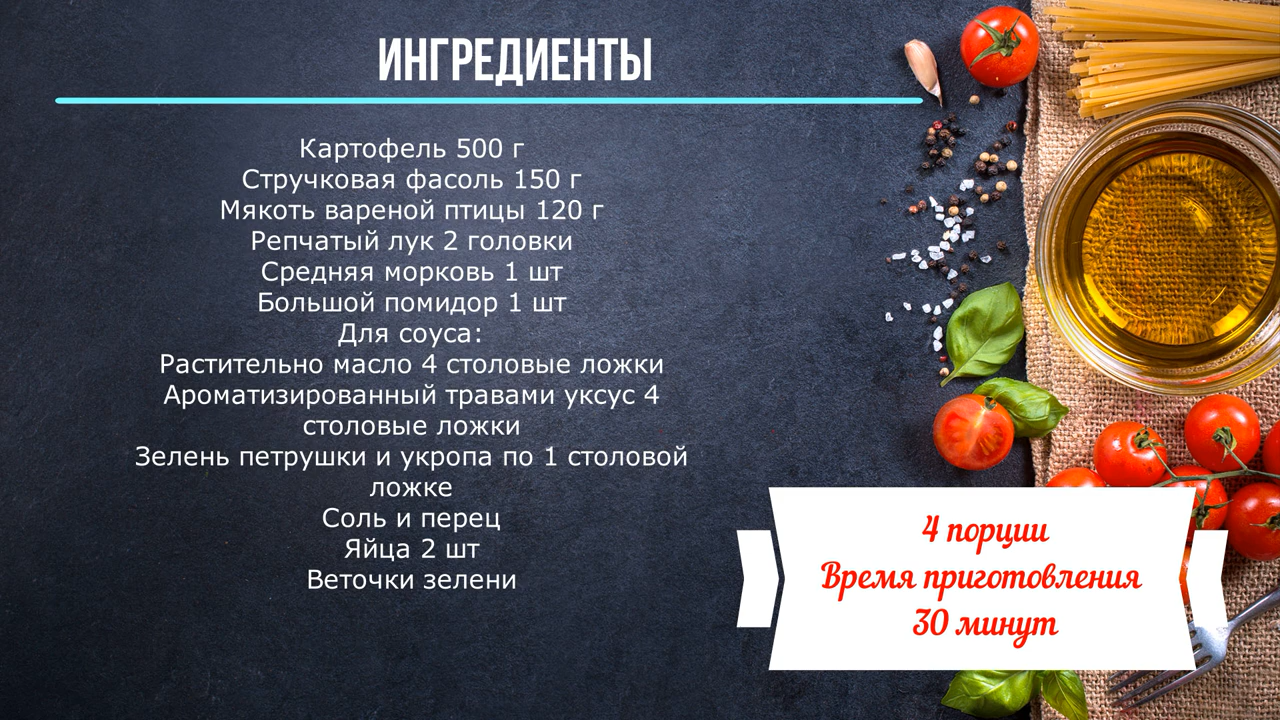 ИНГРЕДИЕНТЫ
Картофель 500 г
Стручковая фасоль 150 г
Мякоть вареной птицы 120 г
Репчатый лук 2 головки
Средняя морковь 1 шт
Большой помидор 1 шт
Для соуса:
Растительно масло 4 столовые ложки
Ароматизированный травами уксус 4
столовые ложки
Зелень петрушки и укропа по 1 столовой
ложке
Соль и перец
Яйца 2 шт
Веточки зелени
4 порции
Время приготовления
30 минут